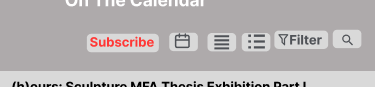 On The Calendar
Subscribe
Filter
(h)ours: Sculpture MFA Thesis Exhibition Part I